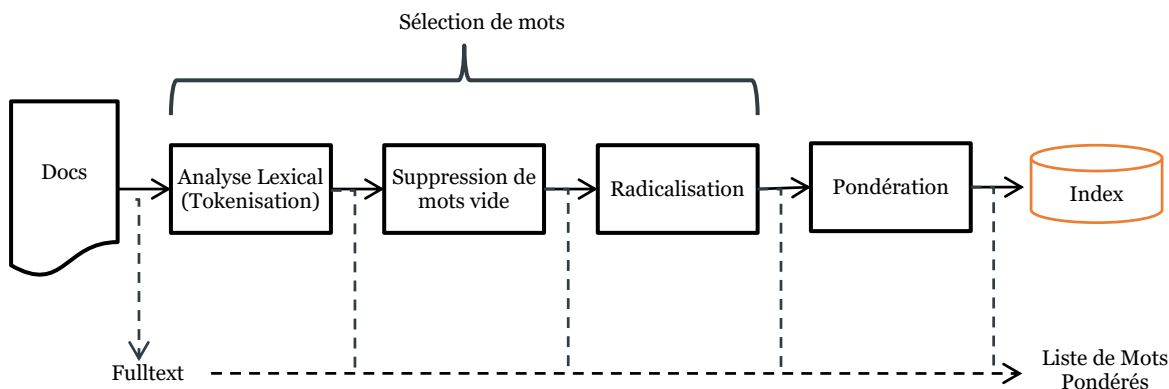 Sélection de mots
Docs
Analyse Lexical
(Tokenisation)
Suppression de
mots vide
Radicalisation
Pondération
Index
Fulltext
Liste de Mots
Pondérés